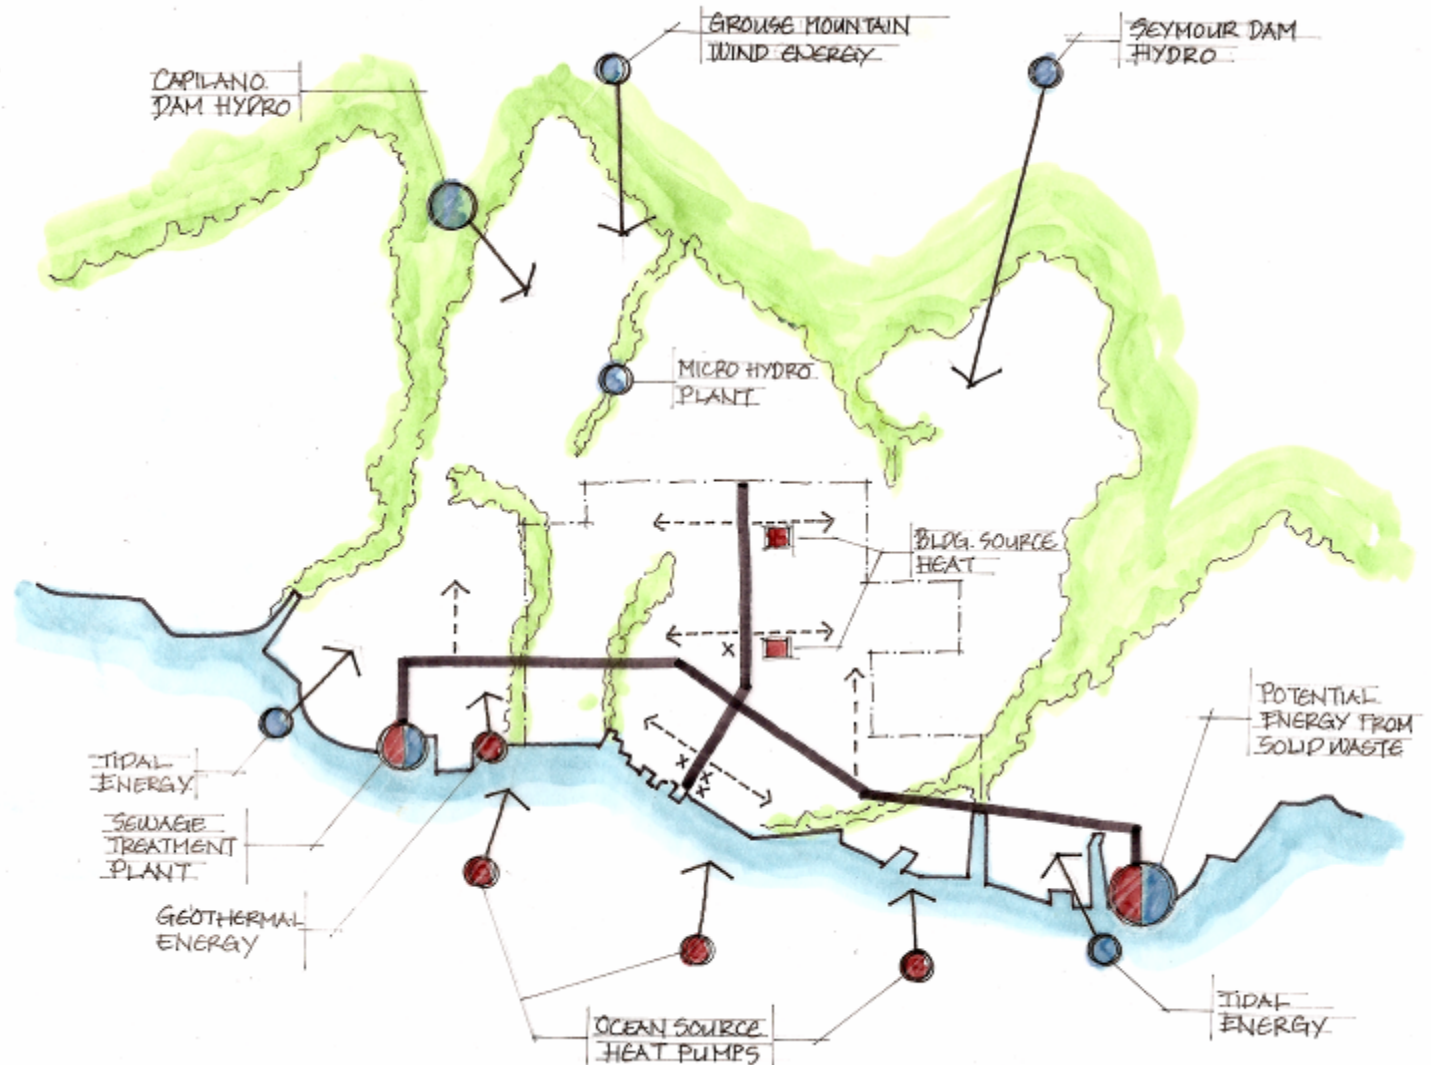 GROUSE MOUNTAIN
WIND ENERGY
SEYMOUR DAM
HYDRO
CAPILANO
DAM HYDRO
MICRO HYDRO
PLANT
BLDG. SOURCE
HEAT
x
x
x
x
POTENTIAL
ENERGY FROM
SOLID WASTE
TIDAL
ENERGY
SEWAGE
TREATMENT
PLANT
GEOTHERMAL
ENERGY
OCEAN SOURCE
HEAT PUMPS
TIDAL
ENERGY